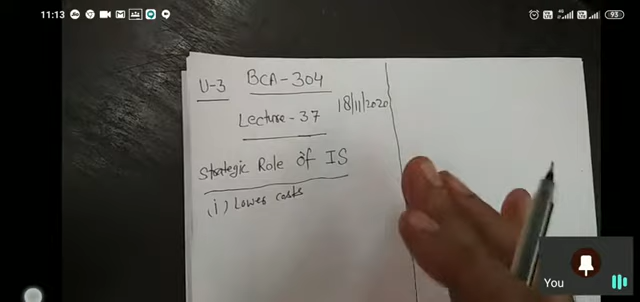 11:13
93
U-3 BCA-304
Lecture-37 18/11/2020
Strategic Role of IS
(i) Lower costs
You